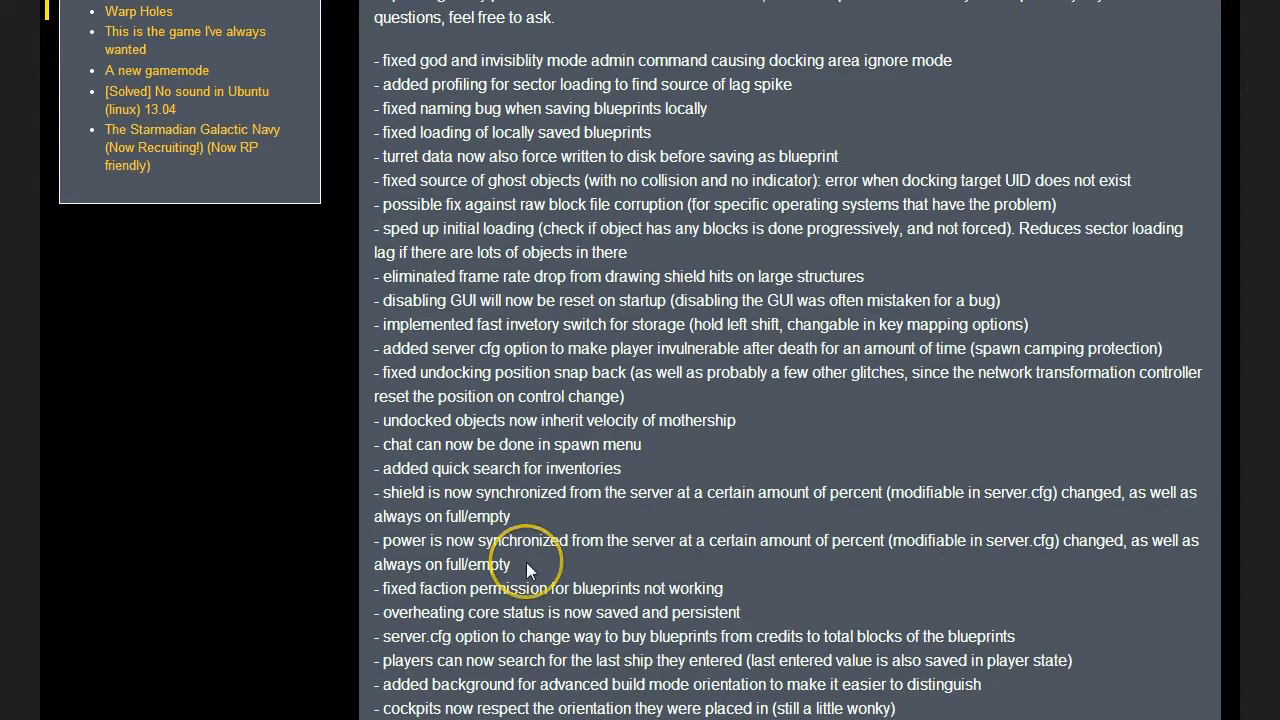 Warp Holes
This is the game I've always
wanted
A new gamemode
[Solved] No sound in Ubuntu
(linux) 13.04
The Starmadian Galactic Navy
(Now Recruiting!) (Now RP
friendly)
questions, feel free to ask.
- fixed god and invisiblity mode admin command causing docking area ignore mode
- added profiling for sector loading to find source of lag spike
- fixed naming bug when saving blueprints locally
- fixed loading of locally saved blueprints
- turret data now also force written to disk before saving as blueprint
- fixed source of ghost objects (with no collision and no indicator): error when docking target UID does not exist
- possible fix against raw block file corruption (for specific operating systems that have the problem)
- sped up initial loading (check if object has any blocks is done progressively, and not forced). Reduces sector loading
lag if there are lots of objects in there
- eliminated frame rate drop from drawing shield hits on large structures
- disabling GUI will now be reset on startup (disabling the GUI was often mistaken for a bug)
- implemented fast invetory switch for storage (hold left shift, changable in key mapping options)
- added server cfg option to make player invulnerable after death for an amount of time (spawn camping protection)
- fixed undocking position snap back (as well as probably a few other glitches, since the network transformation controller
reset the position on control change)
- undocked objects now inherit velocity of mothership
- chat can now be done in spawn menu
- added quick search for inventories
- shield is now synchronized from the server at a certain amount of percent (modifiable in server.cfg) changed, as well as
always on full/empty
- power is now synchronized from the server at a certain amount of percent (modifiable in server.cfg) changed, as well as
always on full/empty
- fixed faction permission for blueprints not working
- overheating core status is now saved and persistent
- server.cfg option to change way to buy blueprints from credits to total blocks of the blueprints
- players can now search for the last ship they entered (last entered value is also saved in player state)
- added background for advanced build mode orientation to make it easier to distinguish
- cockpits now respect the orientation they were placed in (still a little wonky)